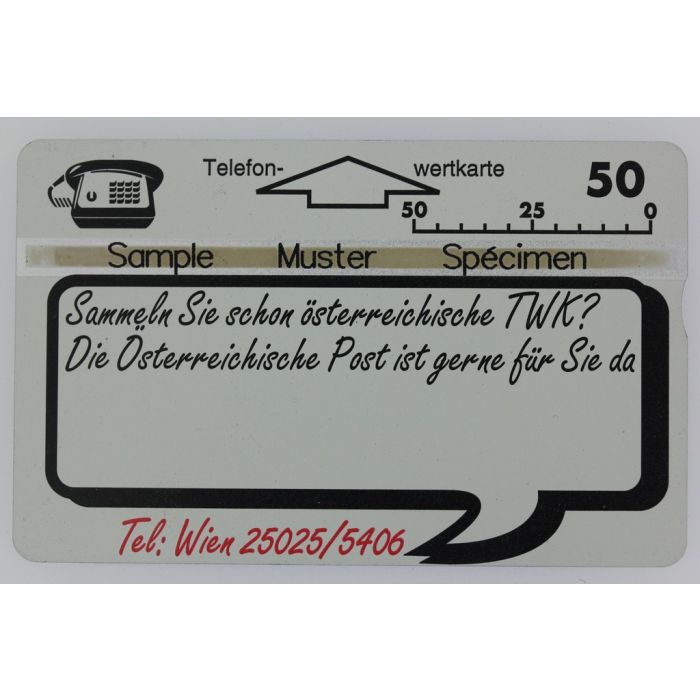 Telefon- wertkarte 50
50 25 0
Sample Muster Spécimen
Sammeln Sie schon österreichische TWK?
Die Österreichische Post ist gerne für Sie da
Tel: Wien 25025/5406